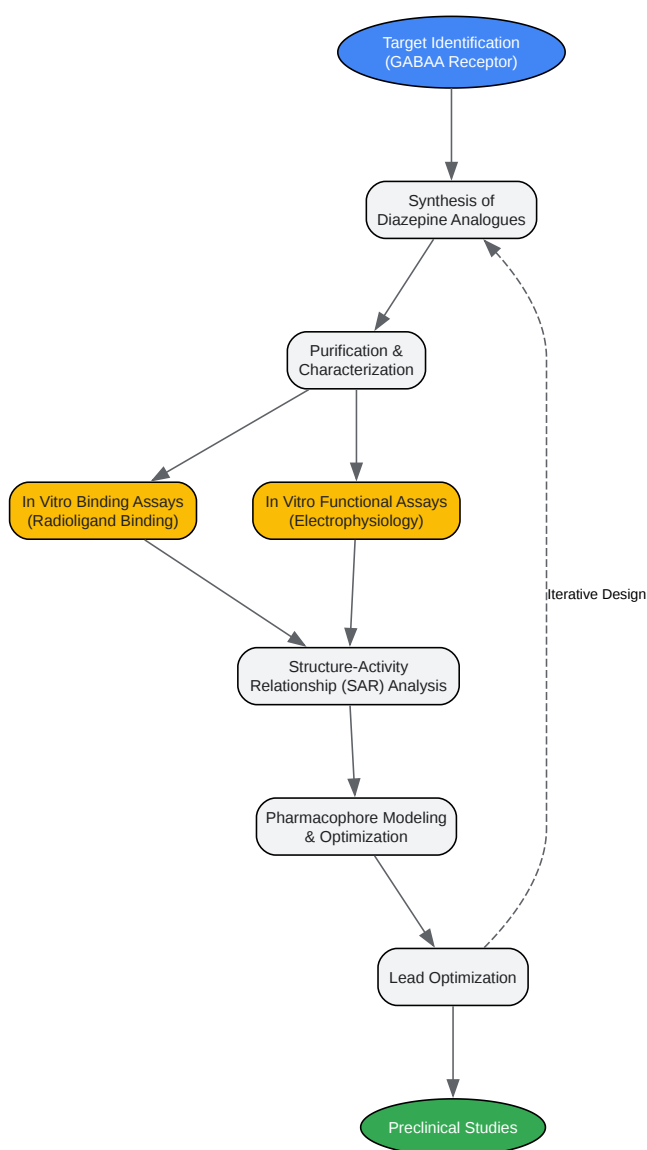 Target Identification
(GABAA Receptor)
Synthesis of
Diazepine Analogues
Purification &
Characterization
In Vitro Binding Assays
(Radioligand Binding)
In Vitro Functional Assays
(Electrophysiology)
Iterative Design
Structure-Activity
Relationship (SAR) Analysis
Pharmacophore Modeling
& Optimization
Lead Optimization
Preclinical Studies